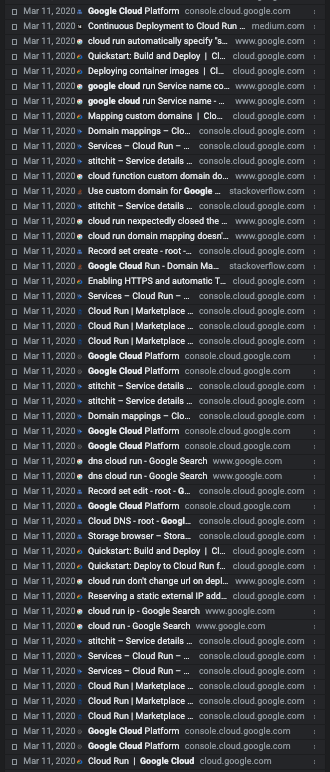 Mar 11, 2020 Google Cloud Platform console.cloud.google.com
Mar 11, 2020 Continuous Deployment to Cloud Run ... medium.com
Mar 11, 2020 cloud run automatically specify "s... www.google.com
Mar 11, 2020 Quickstart: Build and Deploy | Cl... cloud.google.com
Mar 11, 2020 Deploying container images | Cl... cloud.google.com
Mar 11, 2020 google cloud run Service name co... www.google.com
Mar 11, 2020 google cloud run Service name - ... www.google.com
Mar 11, 2020 Mapping custom domains | Clo... cloud.google.com
Mar 11, 2020 Domain mappings – Clo... console.cloud.google.com
Mar 11, 2020 Services – Cloud Run – ... console.cloud.google.com
Mar 11, 2020 stitchit – Service details ... console.cloud.google.com
Mar 11, 2020 cloud function custom domain do... www.google.com
Mar 11, 2020 Use custom domain for Google ... stackoverflow.com
Mar 11, 2020 stitchit – Service details ... console.cloud.google.com
Mar 11, 2020 cloud run nexpectedly closed the ... www.google.com
Mar 11, 2020 cloud run domain mapping doesn'... www.google.com
Mar 11, 2020 Record set create - root -... console.cloud.google.com
Mar 11, 2020 Google Cloud Run - Domain Ma... stackoverflow.com
Mar 11, 2020 Enabling HTTPS and automatic T... cloud.google.com
Mar 11, 2020 Services – Cloud Run – ... console.cloud.google.com
Mar 11, 2020 Cloud Run | Marketplace ... console.cloud.google.com
Mar 11, 2020 Cloud Run | Marketplace ... console.cloud.google.com
Mar 11, 2020 Cloud Run | Marketplace ... console.cloud.google.com
Mar 11, 2020 Google Cloud Platform console.cloud.google.com
Mar 11, 2020 Google Cloud Platform console.cloud.google.com
Mar 11, 2020 stitchit – Service details ... console.cloud.google.com
Mar 11, 2020 stitchit – Service details ... console.cloud.google.com
Mar 11, 2020 Domain mappings – Clo... console.cloud.google.com
Mar 11, 2020 Google Cloud Platform console.cloud.google.com
Mar 11, 2020 Google Cloud Platform console.cloud.google.com
Mar 11, 2020 dns cloud run - Google Search www.google.com
Mar 11, 2020 dns cloud run - Google Search www.google.com
Mar 11, 2020 Record set edit - root - G... console.cloud.google.com
Mar 11, 2020 Google Cloud Platform console.cloud.google.com
Mar 11, 2020 Cloud DNS - root - Googl... console.cloud.google.com
Mar 11, 2020 Storage browser – Stora... console.cloud.google.com
Mar 11, 2020 Quickstart: Build and Deploy | Cl... cloud.google.com
Mar 11, 2020 Quickstart: Deploy to Cloud Run f... cloud.google.com
Mar 11, 2020 cloud run don't change url on depl... www.google.com
Mar 11, 2020 Reserving a static external IP add... cloud.google.com
Mar 11, 2020 cloud run ip - Google Search www.google.com
Mar 11, 2020 cloud run - Google Search www.google.com
Mar 11, 2020 stitchit – Service details ... console.cloud.google.com
Mar 11, 2020 Services – Cloud Run – ... console.cloud.google.com
Mar 11, 2020 Services – Cloud Run – ... console.cloud.google.com
Mar 11, 2020 Cloud Run | Marketplace ... console.cloud.google.com
Mar 11, 2020 Cloud Run | Marketplace ... console.cloud.google.com
Mar 11, 2020 Cloud Run | Marketplace ... console.cloud.google.com
Mar 11, 2020 Google Cloud Platform console.cloud.google.com
Mar 11, 2020 Google Cloud Platform console.cloud.google.com
Mar 11, 2020 Cloud Run | Google Cloud cloud.google.com